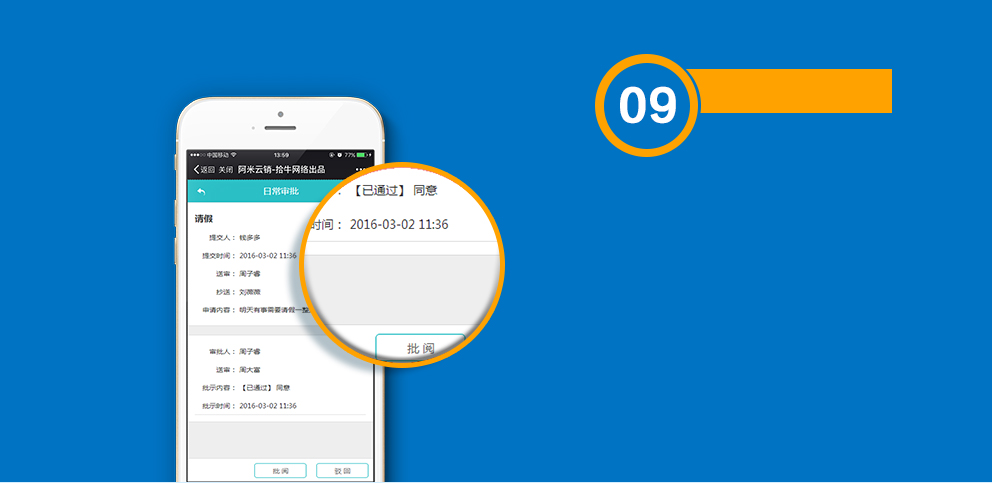 09
中国移动 13:59 77%
返回 关闭 阿米云销-拾牛网络出品
日常审批
请假
提交人： 钱多多
提交时间： 2016-03-02 11:36
送审： 周子睿
抄送： 刘薇薇
申请内容： 明天有事需要请假一整
审批人： 周子睿
送审： 周大富
批示内容： 【已通过】 同意
批示时间： 2016-03-02 11:36
批阅 驳回
：【已通过】 同意
时间： 2016-03-02 11:36
批阅